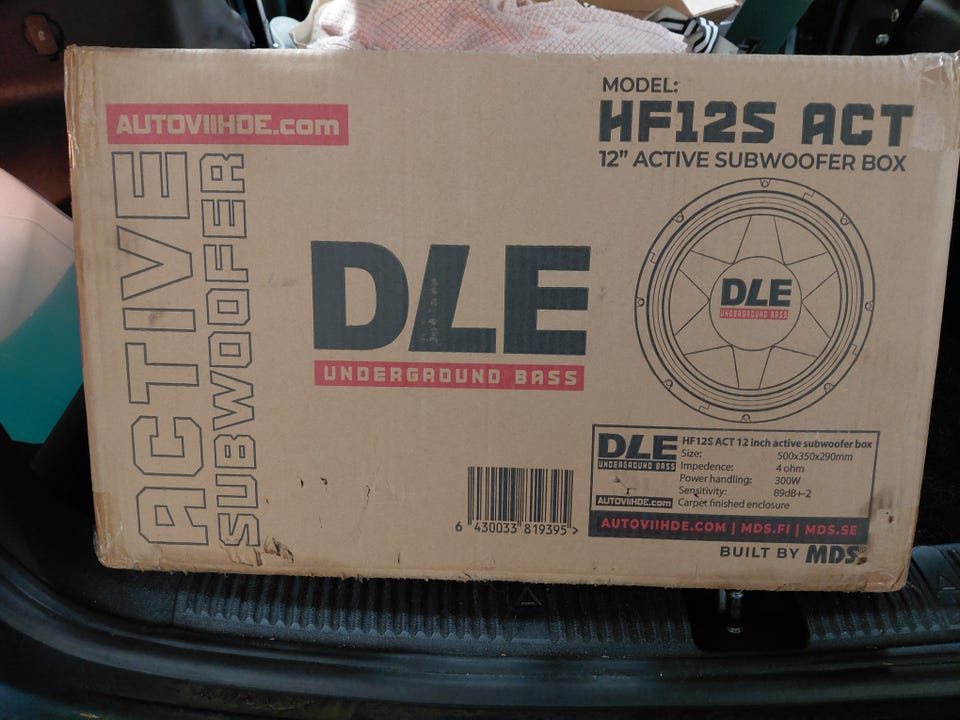 AUTOVIIHDE.com
ACTIVE
SUBWOOFER
DLE
UNDERGROUND BASS
MODEL:
HF12S ACT
12” ACTIVE SUBWOOFER BOX
DLE
UNDERGROUND BASS
6 430033 819395 >
DLE
UNDERGROUND BASS
AUTOVIIHDE.com
HF12S ACT 12 inch active subwoofer box
Size: 500x350x290mm
Impedence: 4 ohm
Power handling: 300W
Sensitivity: 89dB+-2
Carpet finished enclosure
AUTOVIIHDE.COM | MDS.FI | MDS.SE
BUILT BY MDS®